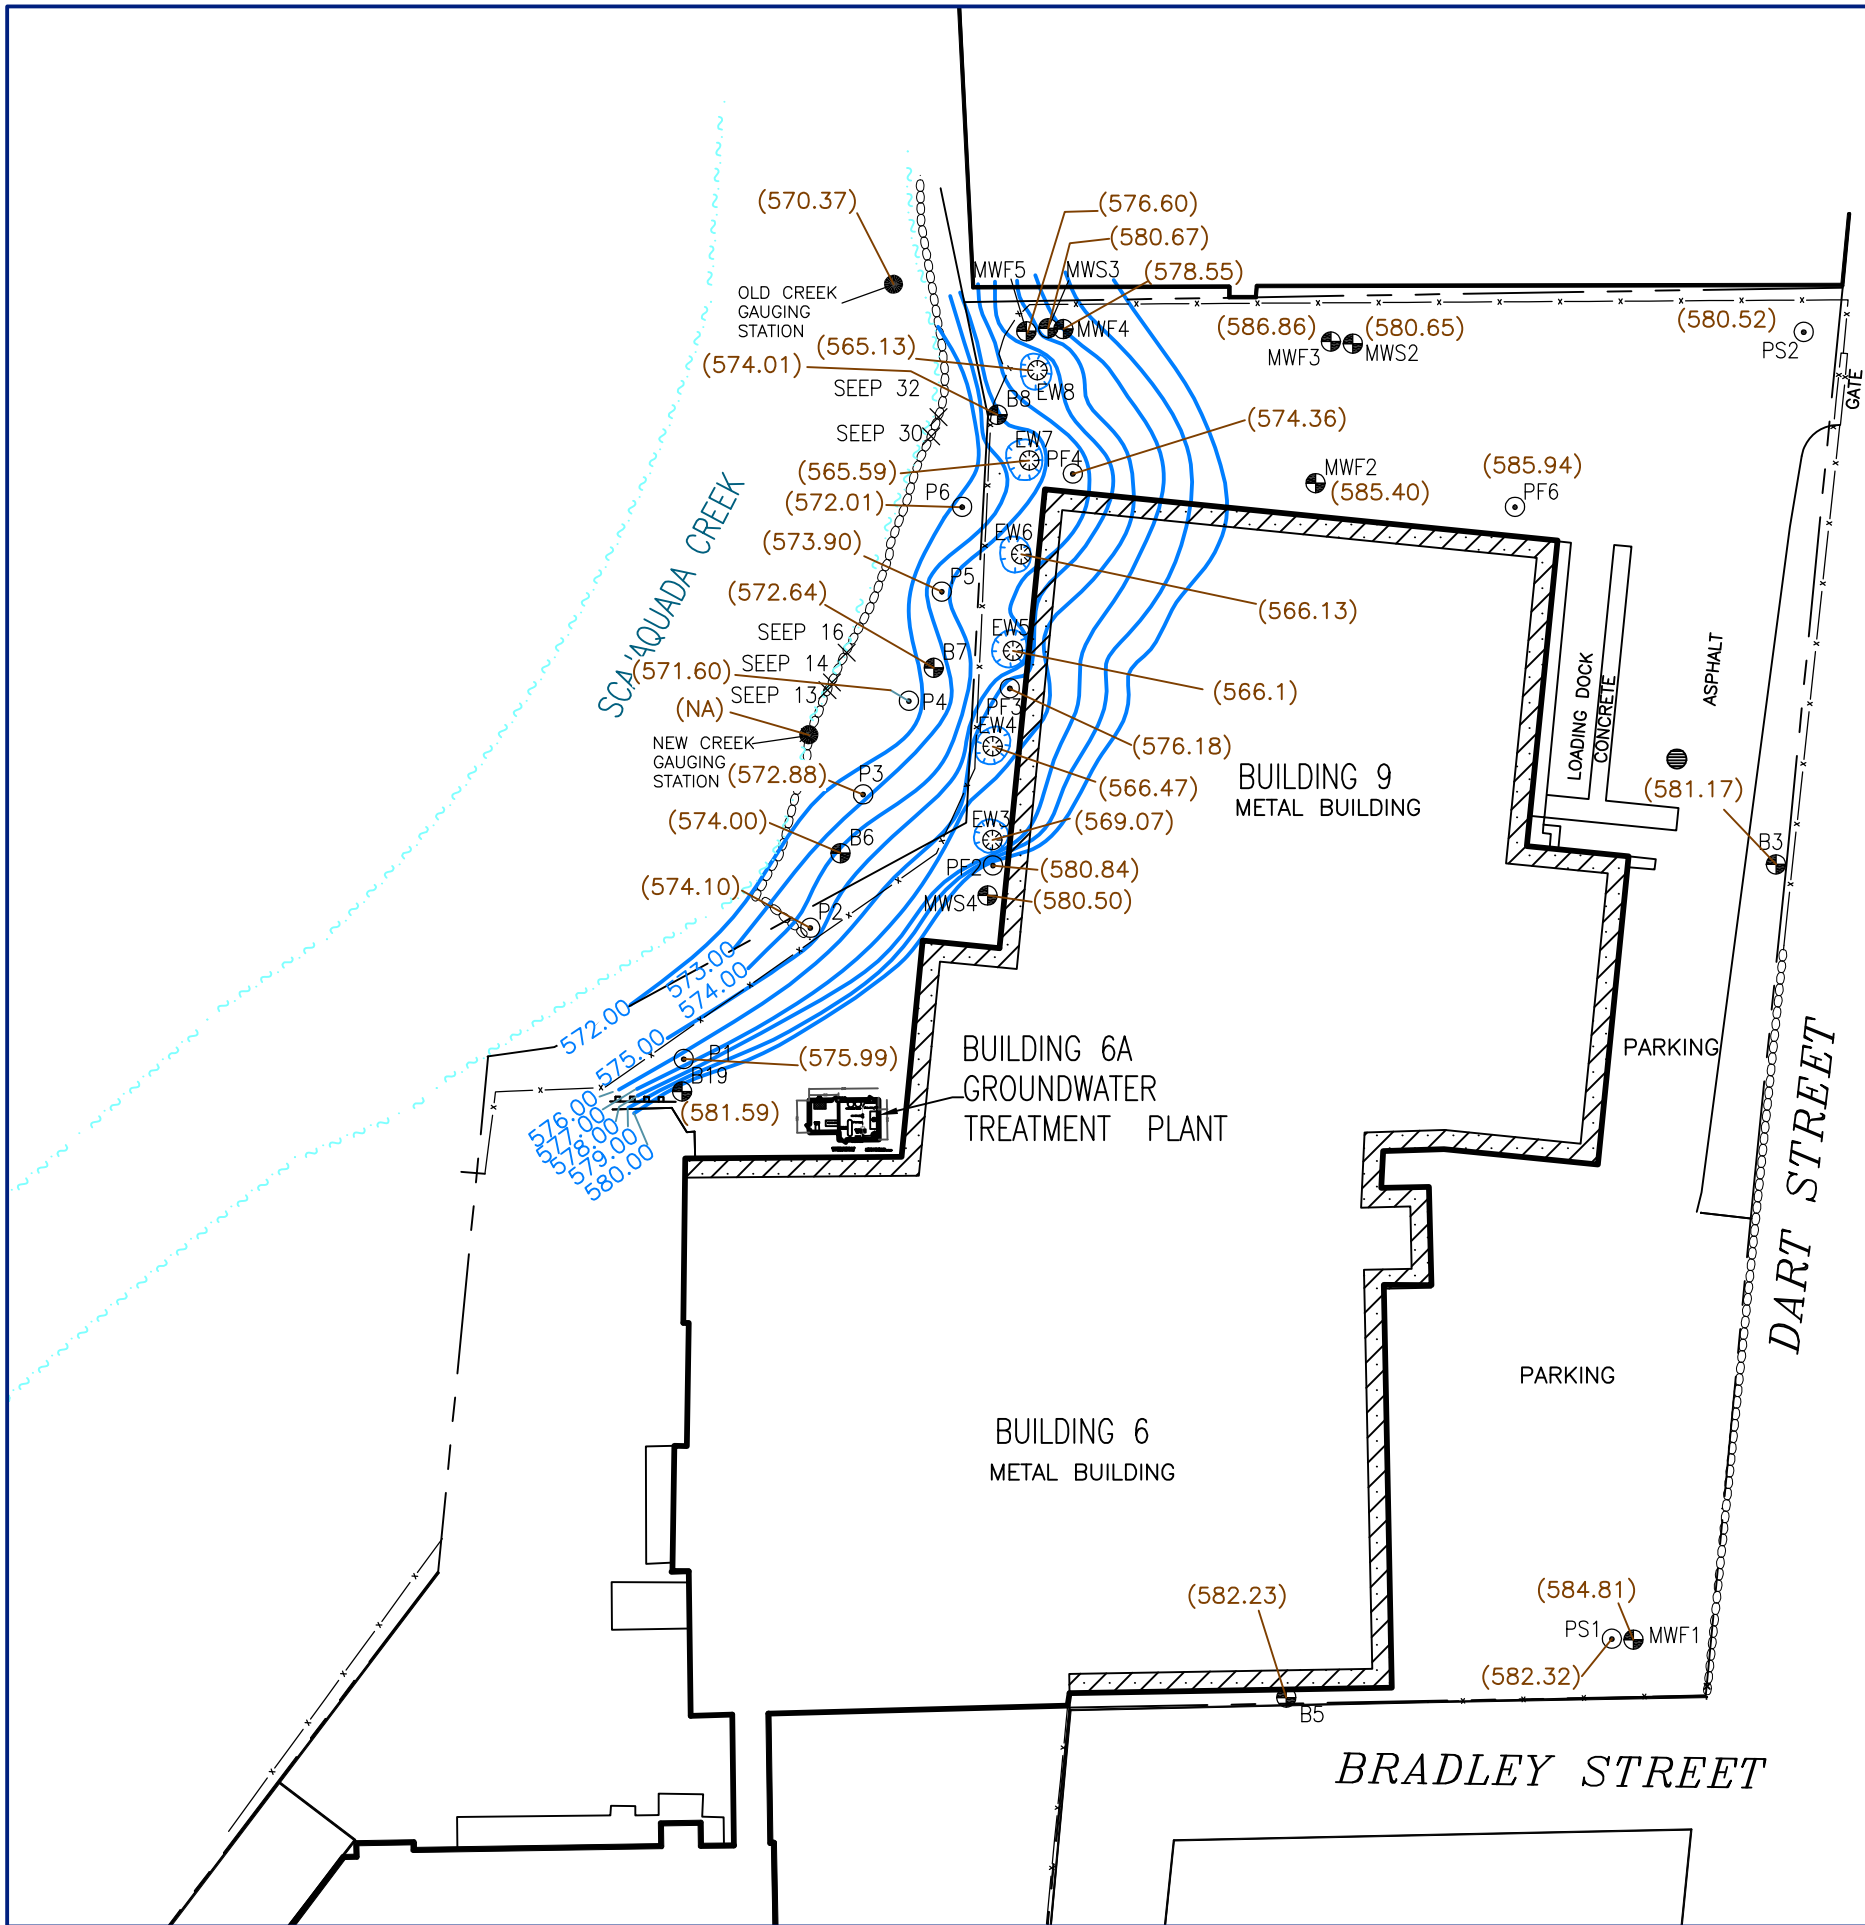 (570.37)
(576.60)
(580.67)
(578.55)
MWF5
MWS3
OLD CREEK
GAUGING
STATION
MWF4
(586.86)
(580.65)
(580.52)
MWF3
MWS2
PS2
(565.13)
(574.01)
SEEP 32
B8
EW8
GATE
SEEP 30
(574.36)
EW7
PF4
(565.59)
MWF2
(585.94)
P6
(572.01)
(585.40)
PF6
(573.90)
EW6
P5
(572.64)
(566.13)
SEEP 16
EW5
SEEP 14
B7
(571.60)
SEEP 13
P4
(566.1)
PF3
(NA)
EW4
SCAJAQUADA CREEK
NEW CREEK
GAUGING
STATION
(576.18)
(572.88)
P3
(566.47)
BUILDING 9
METAL BUILDING
LOADING DOCK
CONCRETE
ASPHALT
(581.17)
(574.00)
B6
EW3
(569.07)
B3
PF2
(580.84)
(574.10)
P2
MWS4
(580.50)
573.00
574.00
572.00
575.00
P1
(575.99)
B19
(581.59)
576.00
577.00
578.00
579.00
580.00
BUILDING 6A
GROUNDWATER
TREATMENT PLANT
PARKING
DART STREET
PARKING
BUILDING 6
METAL BUILDING
(582.23)
(584.81)
PS1
MWF1
(582.32)
B5
BRADLEY STREET